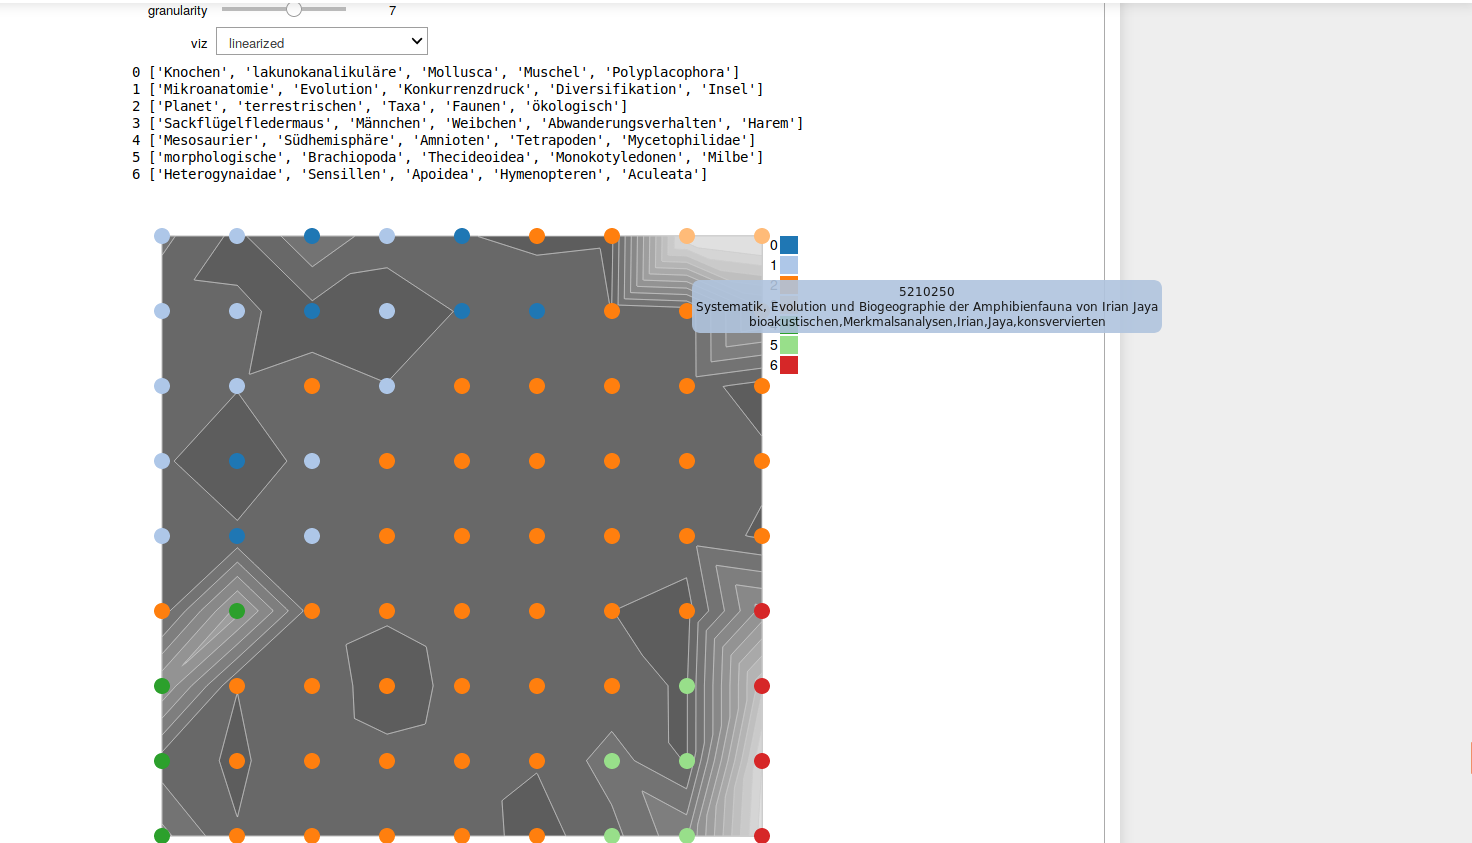 granularity 7
viz linearized
0 ['Knochen', 'lakunokanalikuläre', 'Mollusca', 'Muschel', 'Polyplacophora']
1 ['Mikroanatomie', 'Evolution', 'Konkurrenzdruck', 'Diversifikation', 'Insel']
2 ['Planet', 'terrestrischen', 'Taxa', 'Faunen', 'ökologisch']
3 ['Sackflügelfledermaus', 'Männchen', 'Weibchen', 'Abwanderungsverhalten', 'Harem']
4 ['Mesosaurier', 'Südhemisphäre', 'Amnioten', 'Tetrapoden', 'Mycetophilidae']
5 ['morphologische', 'Brachiopoda', 'Thecideoidea', 'Monokotyledonen', 'Milbe']
6 ['Heterogynaidae', 'Sensillen', 'Apoidea', 'Hymenopteren', 'Aculeata']
0
1
2
5210250
Systematik, Evolution und Biogeographie der Amphibienfauna von Irian Jaya
bioakustischen,Merkmalsanalysen,Irian,Jaya,konsvervierten
5
6